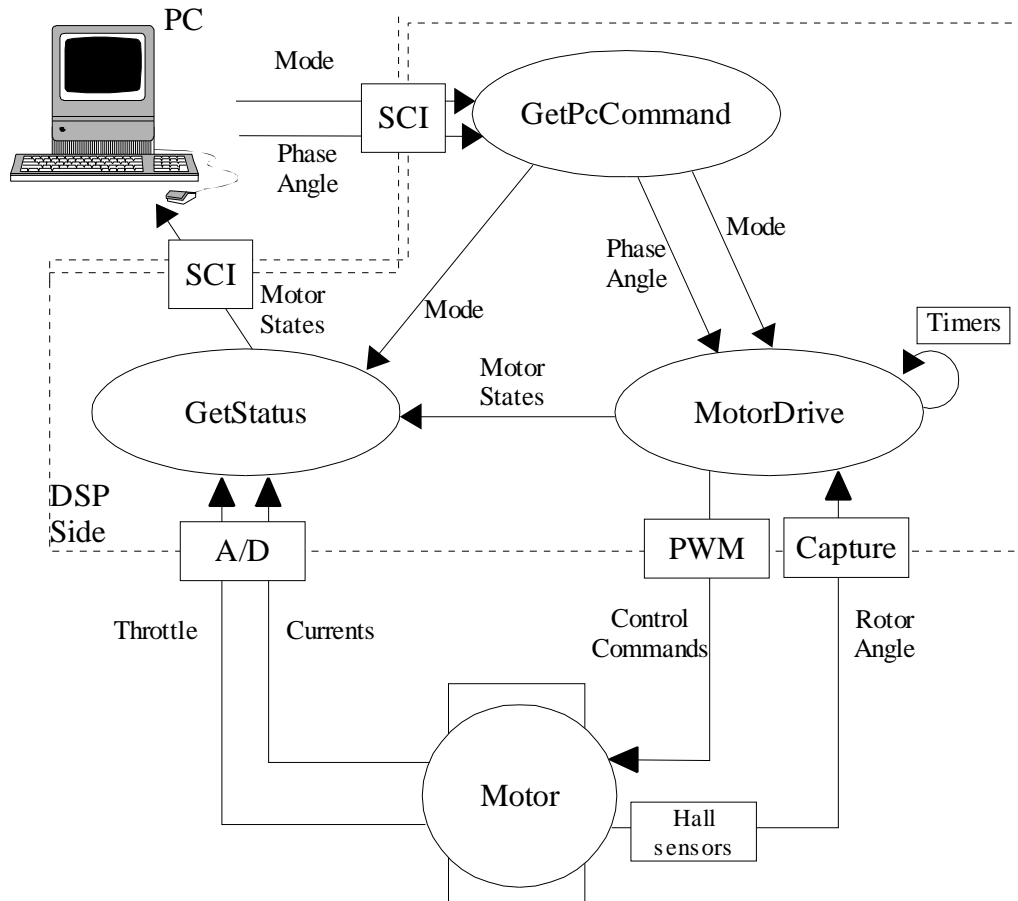 PC
Mode
SCI
GetPcCommand
Phase
Angle
Mode
Phase
Angle
SCI
Motor
States
Mode
Timers
Motor
States
GetStatus
MotorDrive
DSP
Side
A/D
PWM
Capture
Throttle
Currents
Control
Commands
Rotor
Angle
Motor
Hall
sensors